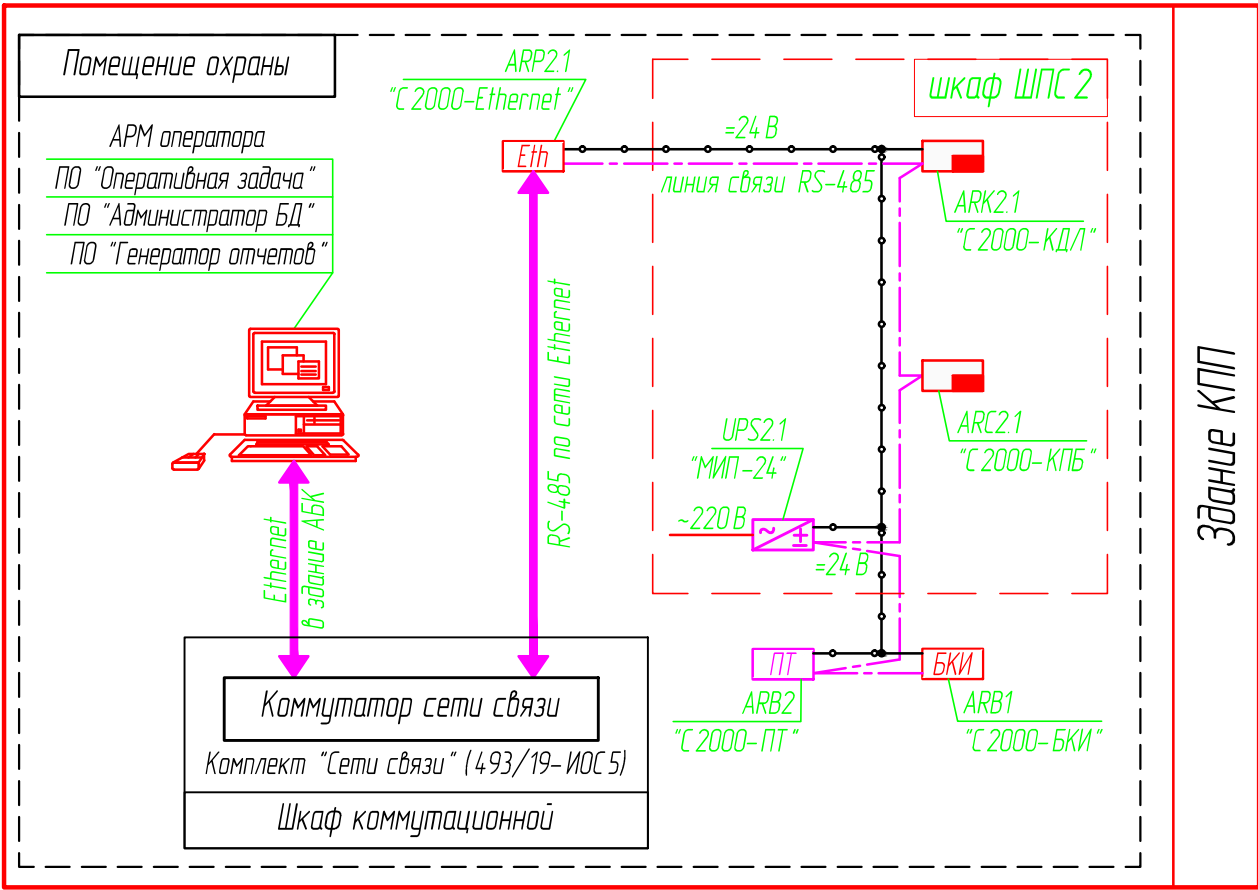 Помещение охраны
АРМ оператора
ПО "Оперативная задача"
ПО "Администратор БД"
ПО "Генератор отчетов"
ARP2.1
"С2000-Ethernet"
Eth
шкаф ШПС 2
=24 В
линия связи RS-485
ARK2.1
"С2000-КДЛ"
ARC2.1
"С2000-КПБ"
UPS2.1
"МИП-24"
~220 В
=24 В
RS-485 по сети Ethernet
Ethernet
в здание АБК
ПТ
БКИ
ARB2
"С2000-ПТ"
ARB1
"С2000-БКИ"
Коммутатор сети связи
Комплект "Сети связи" (493/19-ИОС5)
Шкаф коммутационной
Здание КПП